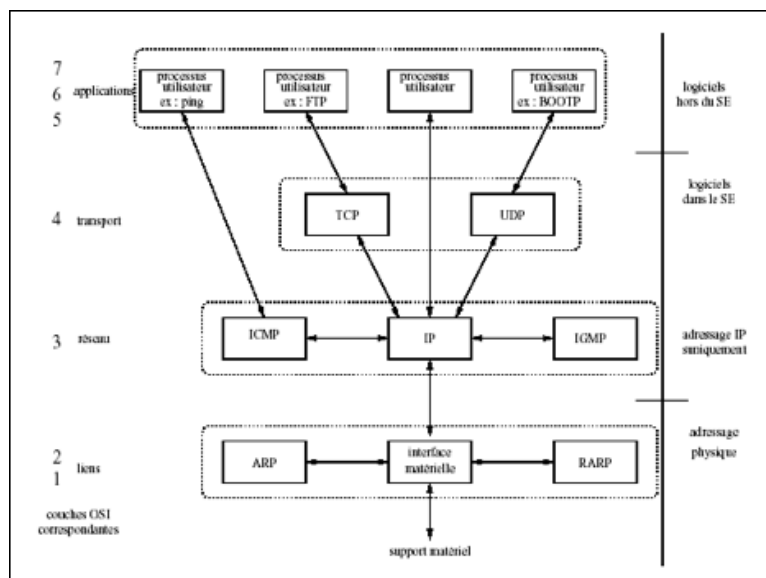 7
6
5
applications
processus
utilisateur
ex : ping
processus
utilisateur
ex : FTP
processus
utilisateur
processus
utilisateur
ex : BOOTP
logiciels
hors du SE
4
transport
TCP
UDP
logiciels
dans le SE
3
réseau
ICMP
IP
IGMP
adressage IP
suniquement
2
1
liens
ARP
interface
matérielle
RARP
adressage
physique
couches OSI
correspondantes
support matériel